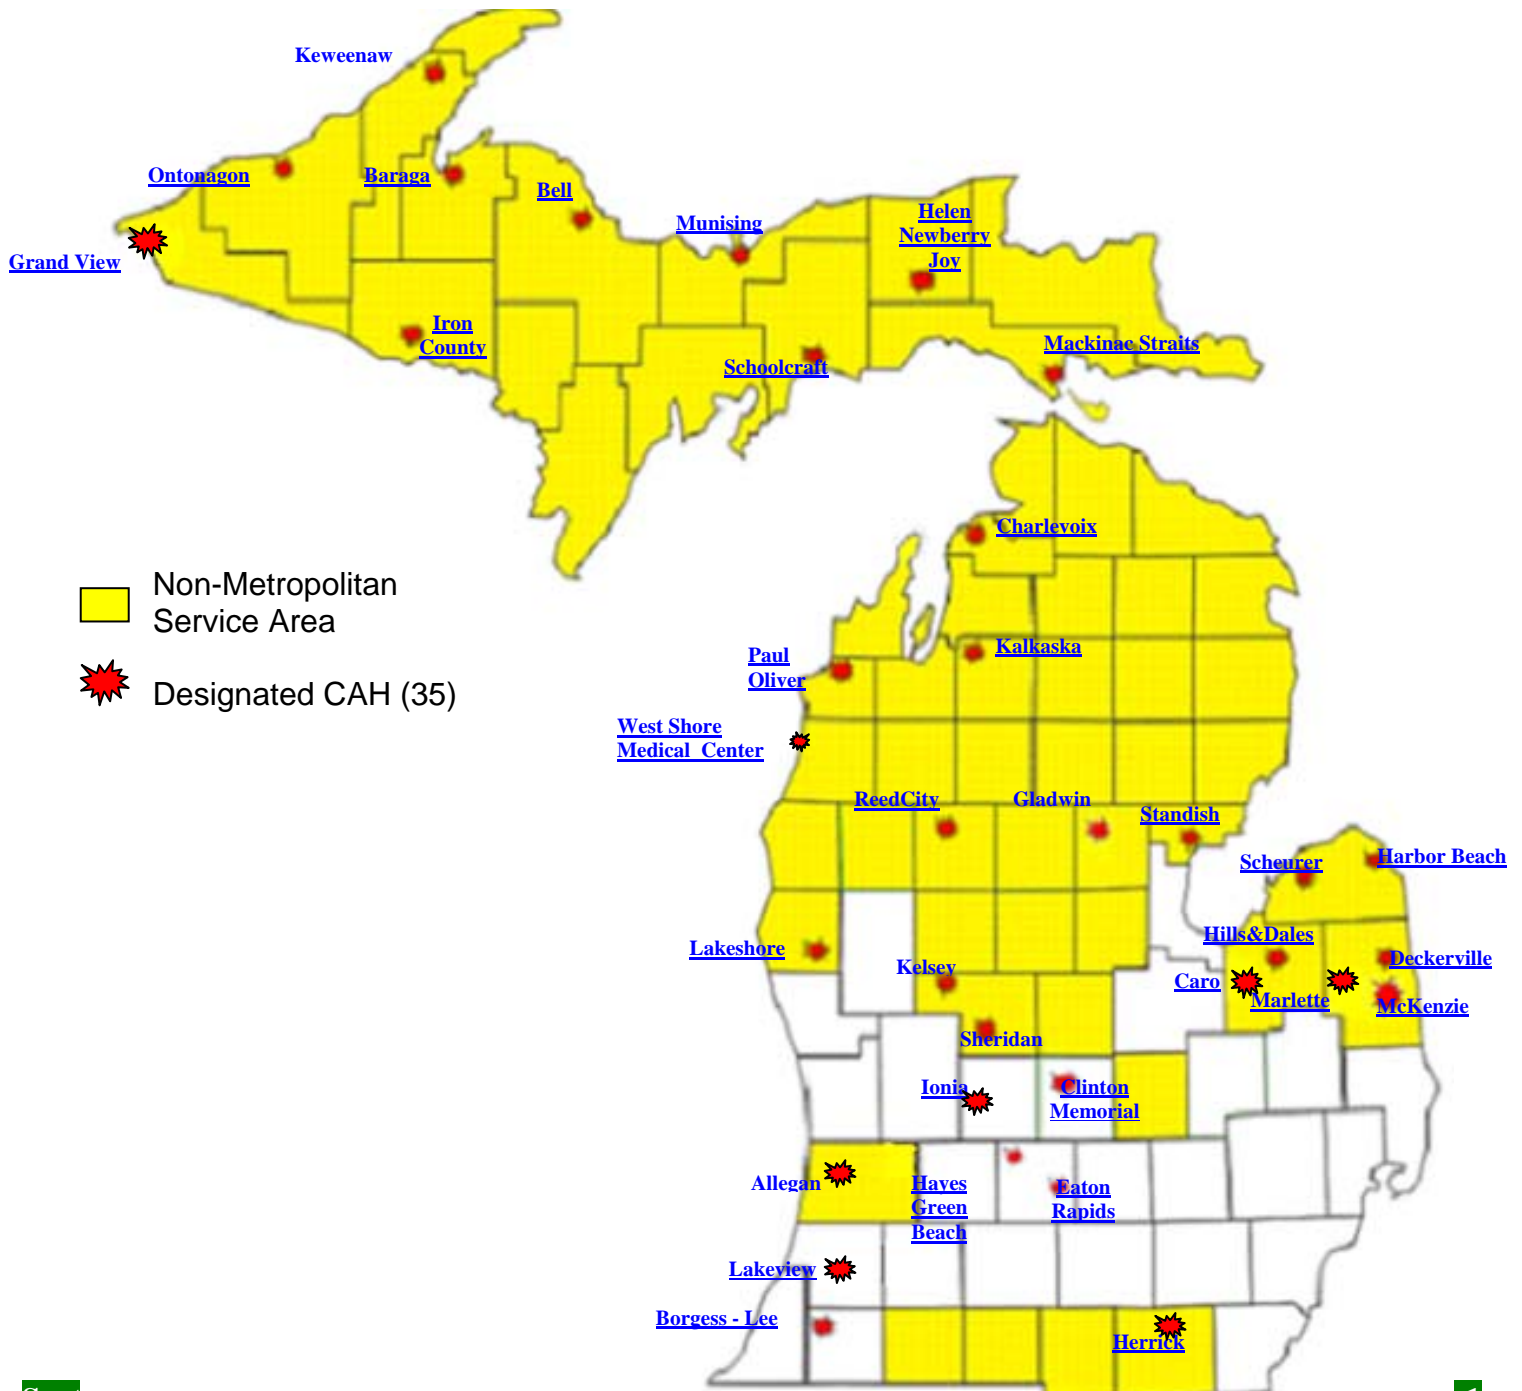 Keweenaw
Ontonagon
Baraga
Bell
Munising
Helen
Newberry
Joy
Grand View
Iron
County
Schoolcraft
Mackinac Straits
Charlevoix
Non-Metropolitan
Service Area
Designated CAH (35)
Kalkaska
Paul
Oliver
West Shore
Medical Center
ReedCity
Gladwin
Standish
Scheurer
Harbor Beach
Lakeshore
Hills&Dales
Deckerville
Kelsey
Caro
Marlette
McKenzie
Sheridan
Ionia
Clinton
Memorial
Allegan
Hayes
Green
Beach
Eaton
Rapids
Lakeview
Borgess - Lee
Herrick